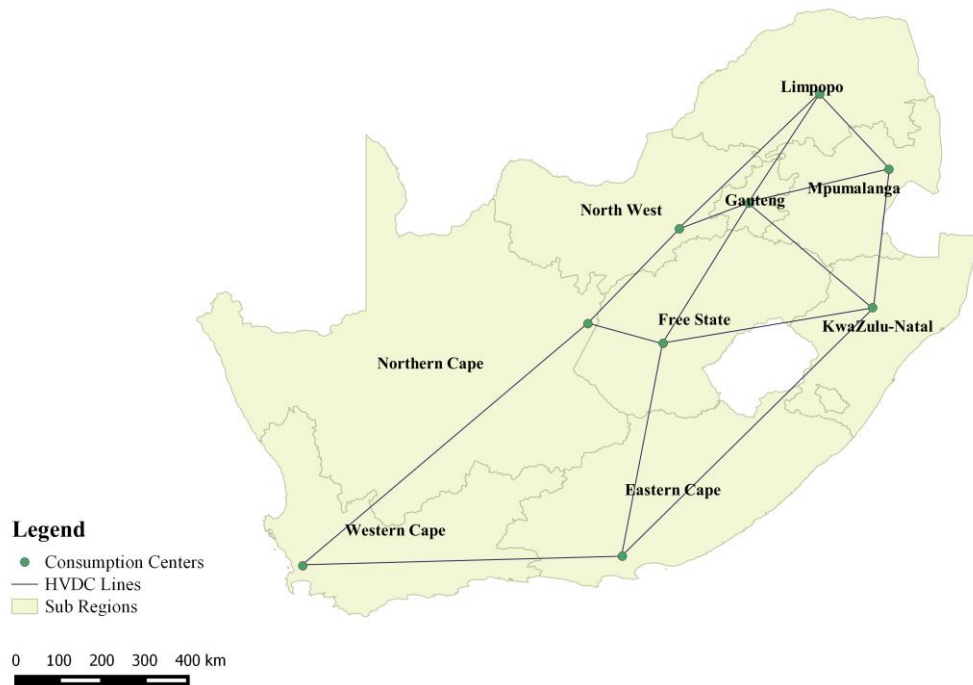 Limpopo
Mpumalanga
Gauteng
North West
Free State
KwaZulu-Natal
Northern Cape
Eastern Cape
Western Cape
Legend
Consumption Centers
HVDC Lines
Sub Regions
0 100 200 300 400 km